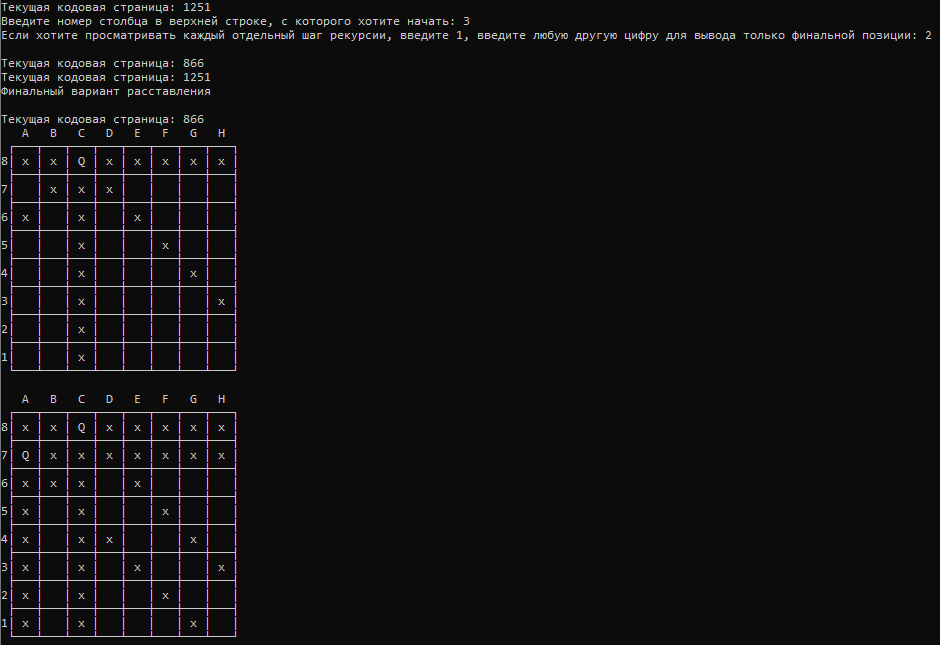 Текущая кодовая страница: 1251
Введите номер столбца в верхней строке, с которого хотите начать: 3
Если хотите просматривать каждый отдельный шаг рекурсии, введите 1, введите любую другую цифру для вывода только финальной позиции: 2
Текущая кодовая страница: 866
Текущая кодовая страница: 1251
Финальный вариант расставления
Текущая кодовая страница: 866
A B C D E F G H
8 x x Q x x x x x
7 x x x
6 x x x
5 x x
4 x x
3 x x
2 x
1 x
A B C D E F G H
8 x x Q x x x x x
7 Q x x x x x x x
6 x x x x
5 x x x
4 x x x x
3 x x x x
2 x x x
1 x x x